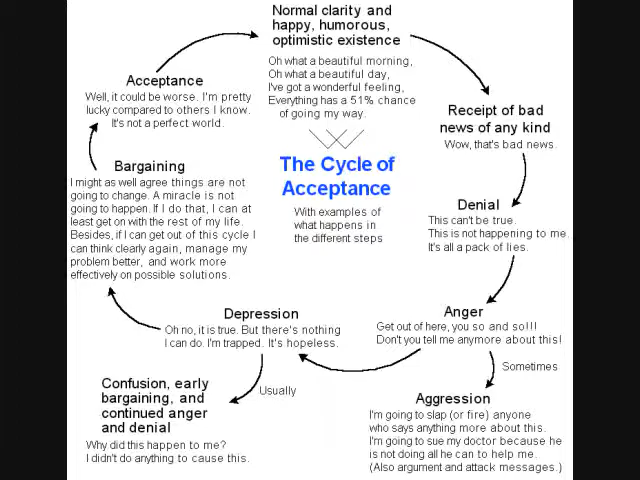 Normal clarity and
happy, humorous,
optimistic existence
Oh what a beautiful morning,
Oh what a beautiful day,
I've got a wonderful feeling,
Everything has a 51% chance
of going my way.
Receipt of bad
news of any kind
Wow, that's bad news.
Denial
This can't be true.
This is not happening to me.
It's all a pack of lies.
Anger
Get out of here, you so and so!!!
Don't you tell me anymore about this!
Sometimes
Aggression
I'm going to slap (or fire) anyone
who says anything more about this.
I'm going to sue my doctor because he
is not doing all he can to help me.
(Also argument and attack messages.)
Depression
Oh no, it is true. But there's nothing
I can do. I'm trapped. It's hopeless.
Usually
Confusion, early
bargaining, and
continued anger
and denial
Why did this happen to me?
I didn't do anything to cause this.
Bargaining
I might as well agree things are not
going to change. A miracle is not
going to happen. If I do that, I can at
least get on with the rest of my life.
Besides, if I can get out of this cycle I
can think clearly again, manage my
problem better, and work more
effectively on possible solutions.
Acceptance
Well, it could be worse. I'm pretty
lucky compared to others I know.
It's not a perfect world.
The Cycle of
Acceptance
With examples of
what happens in
the different steps